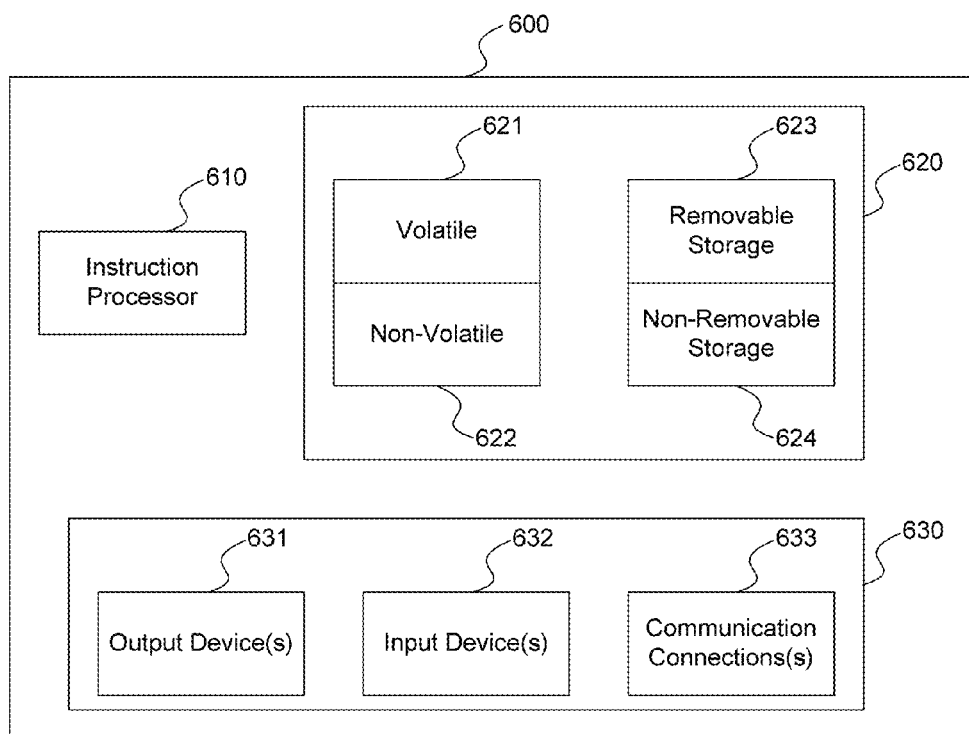 600
621
623
610
620
Volatile
Removable
Storage
Instruction
Processor
Non-Volatile
Non-Removable
Storage
622
624
631
632
633
630
Output Device(s)
Input Device(s)
Communication
Connections(s)